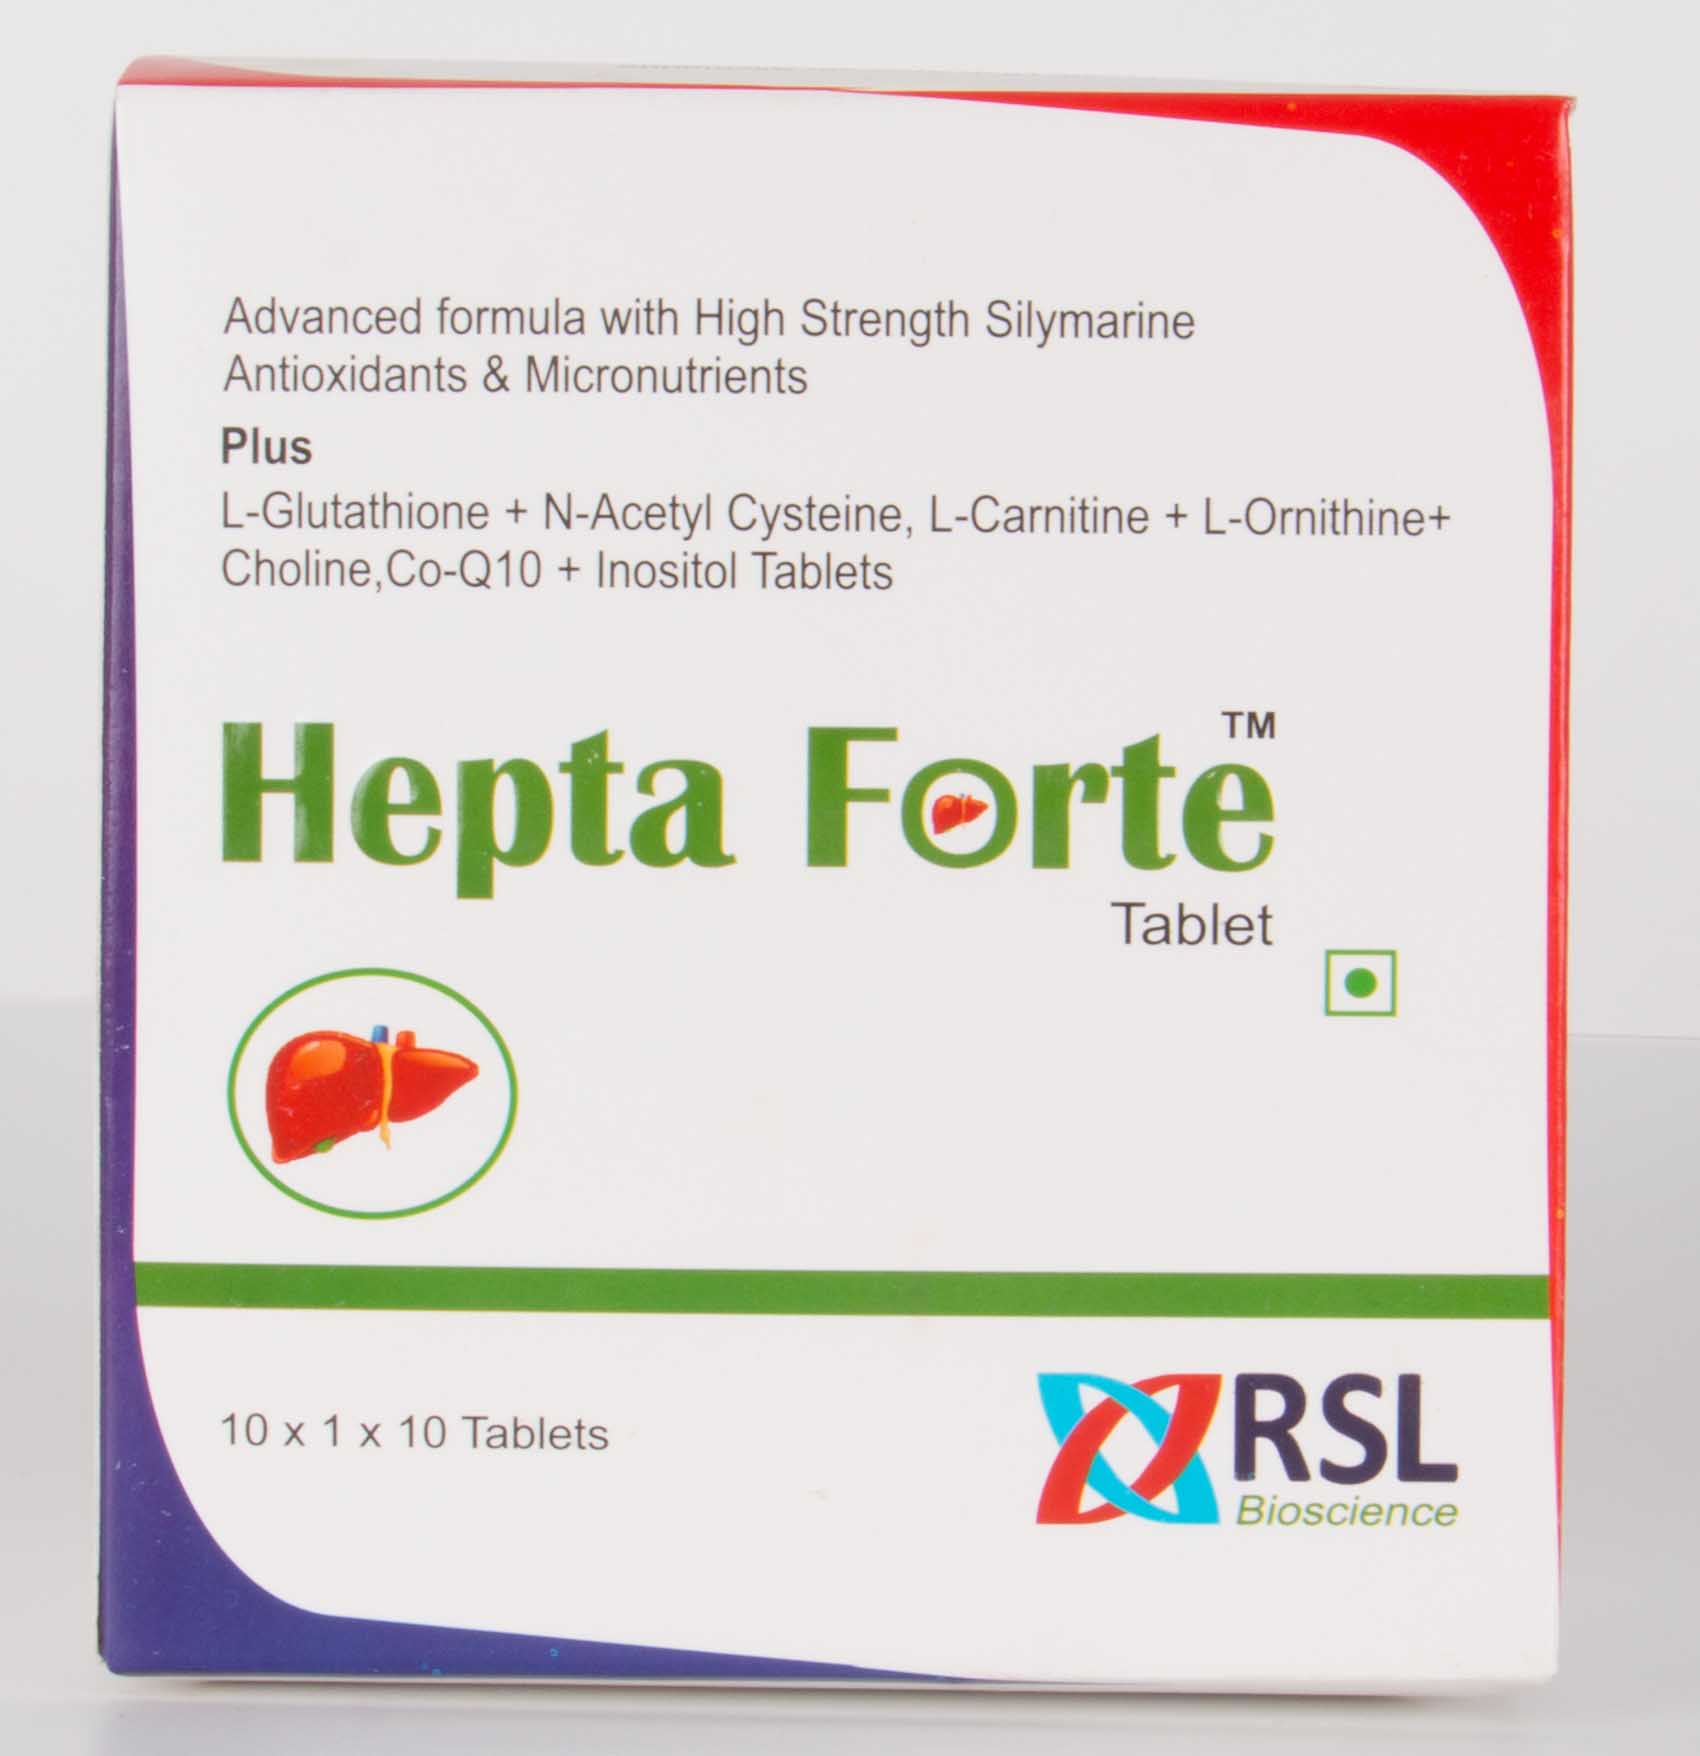 Advanced formula with High Strength Silymarine
Antioxidants & Micronutrients
Plus
L-Glutathione + N-Acetyl Cysteine, L-Carnitine + L-Ornithine+
Choline,Co-Q10 + Inositol Tablets
Hepta Forte™
Tablet
10 x 1 x 10 Tablets
RSL
Bioscience